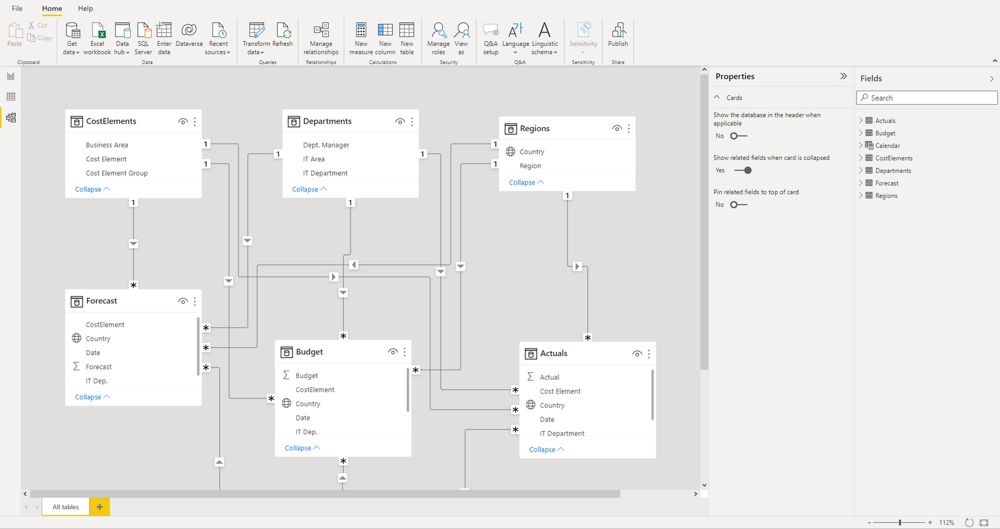 File Home Help
Paste Cut Copy
Get data Excel workbook Data hub SQL Server Enter data Dataverse Recent sources
Transform data Refresh
Manage relationships
New measure New column New table
Manage roles View as
Q&A setup Language Linguistic schema
Sensitivity
Publish
Clipboard Data Queries Relationships Calculations Security Q&A Sensitivity Share
CostElements
Business Area
Cost Element
Cost Element Group
Collapse
1
1
1
Departments
Dept. Manager
IT Area
IT Department
Collapse
1
1
1
Regions
Country
Region
Collapse
1
1
1
*
Forecast
CostElement
Country
Date
Forecast
IT Dep.
Collapse
*
*
*
*
Budget
Σ Budget
CostElement
Country
Date
IT Dep.
Collapse
*
*
*
*
Actuals
Σ Actual
Cost Element
Country
Date
IT Department
Collapse
*
*
*
Properties
Cards
Show the database in the header when
applicable
No
Show related fields when card is collapsed
Yes
Pin related fields to top of card
No
Fields
Search
Actuals
Budget
Calendar
CostElements
Departments
Forecast
Regions
All tables +
- + 112%